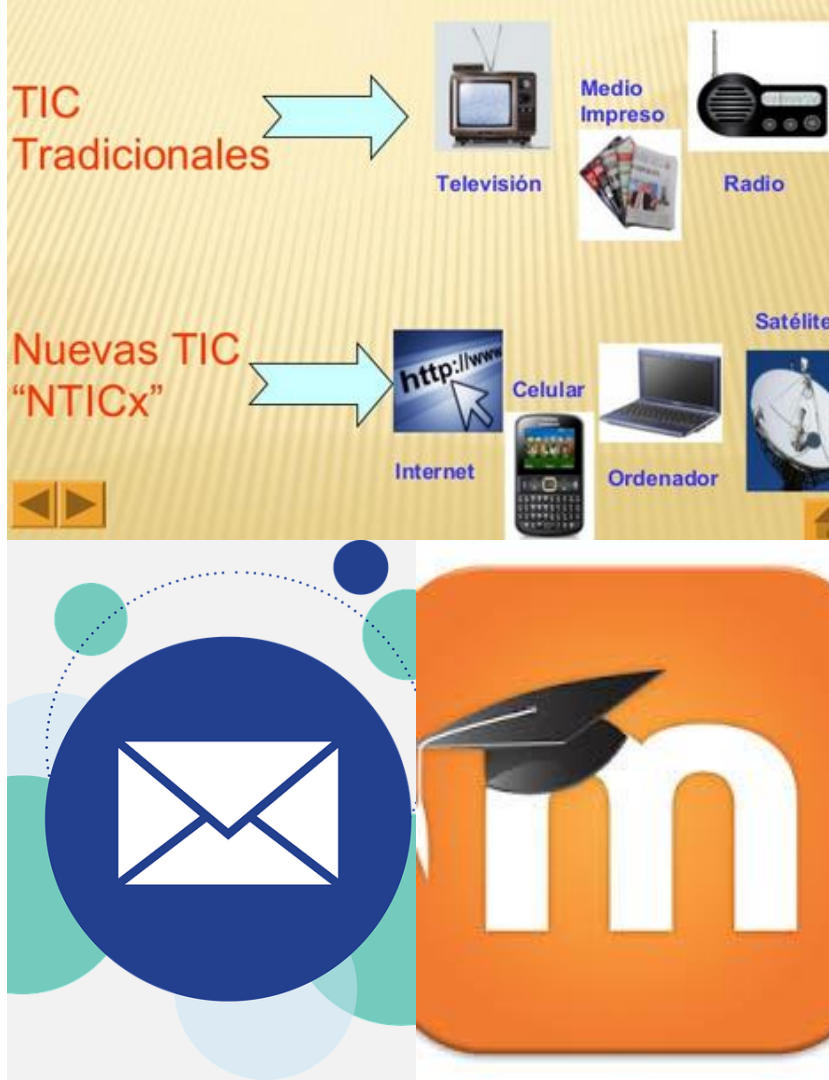 TIC
Tradicionales
Televisión
Medio
Impreso
Radio
Nuevas TIC
“NTICx”
http://www
Internet
Celular
Ordenador
Satélite
m